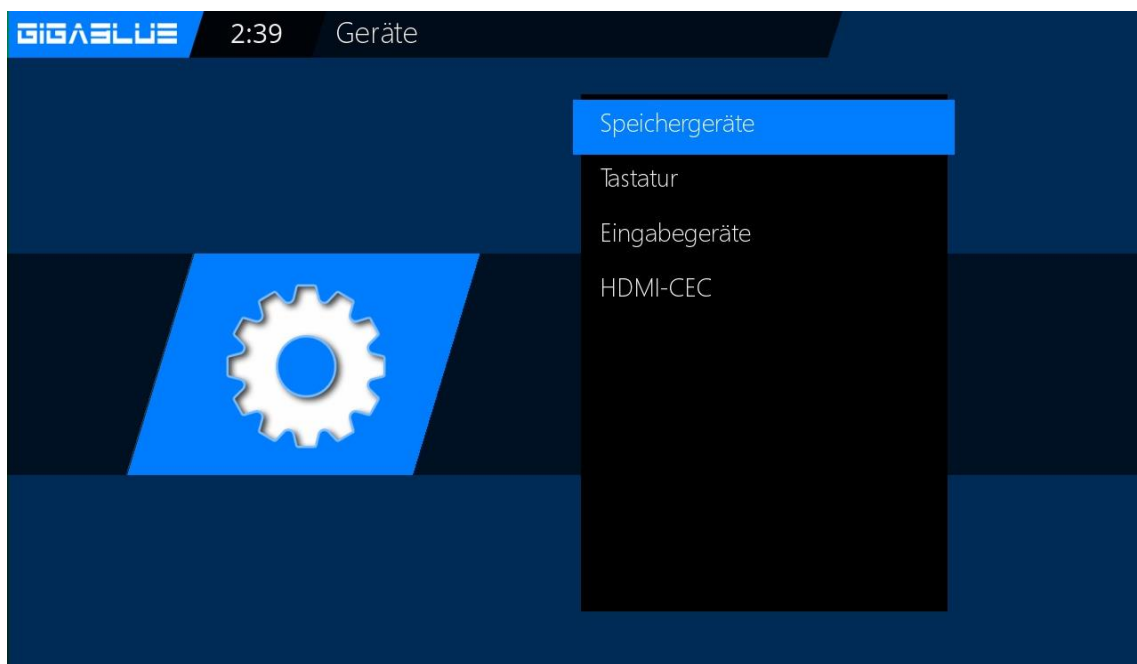 GIGABLUE 2:39 Geräte
Speichergeräte
Tastatur
Eingabegeräte
HDMI-CEC